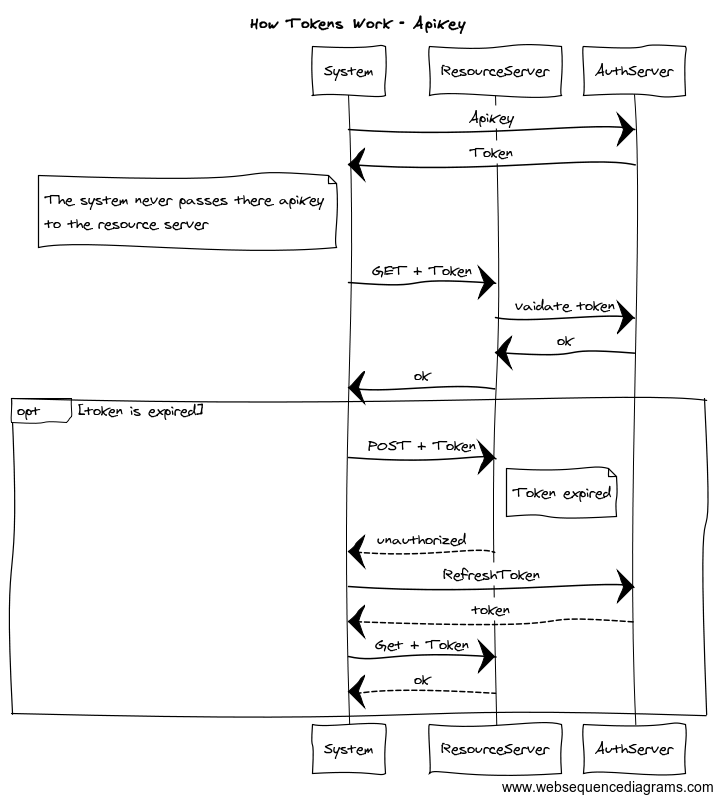 How Tokens Work - Apikey
System
ResourceServer
AuthServer
Apikey
Token
The system never passes there apikey
to the resource server
GET + Token
vaidate token
ok
ok
opt
[token is expired]
POST + Token
Token expired
unauthorized
RefreshToken
token
Get + Token
ok
System
ResourceServer
AuthServer
www.websequencediagrams.com